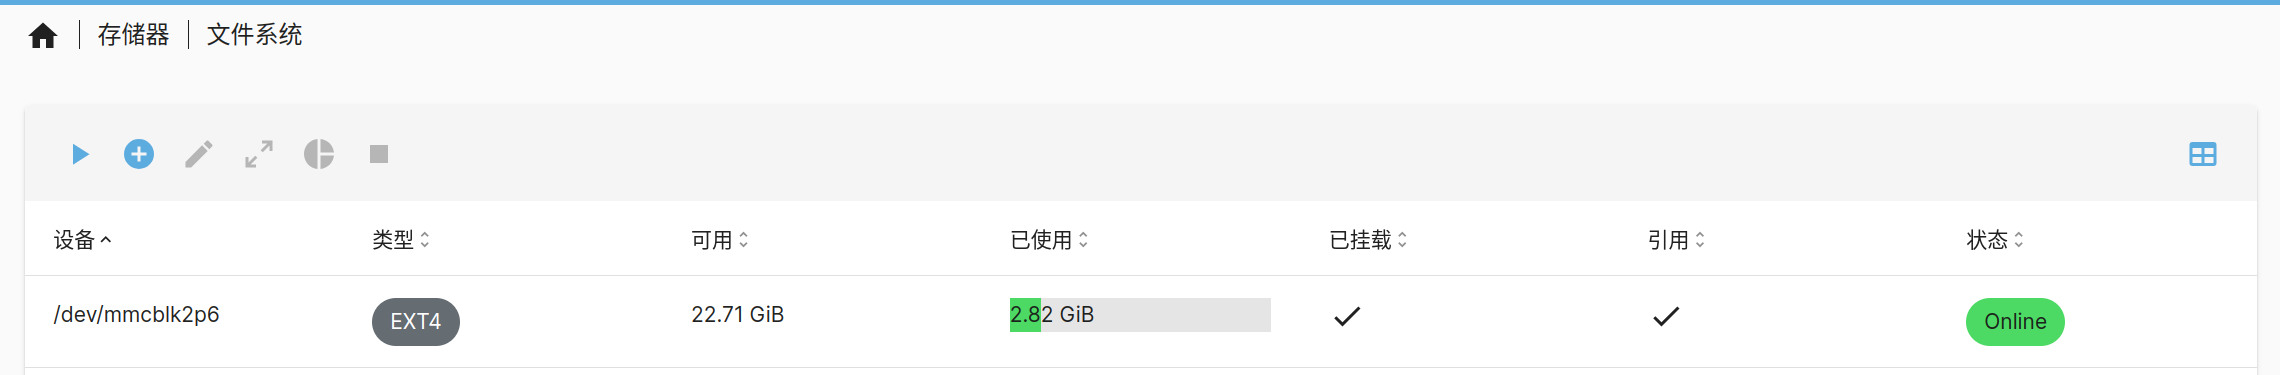 存储器 文件系统
设备 类型 可用 已使用 已挂载 引用 状态
/dev/mmcblk2p6 EXT4 22.71 GiB 2.82 GiB Online